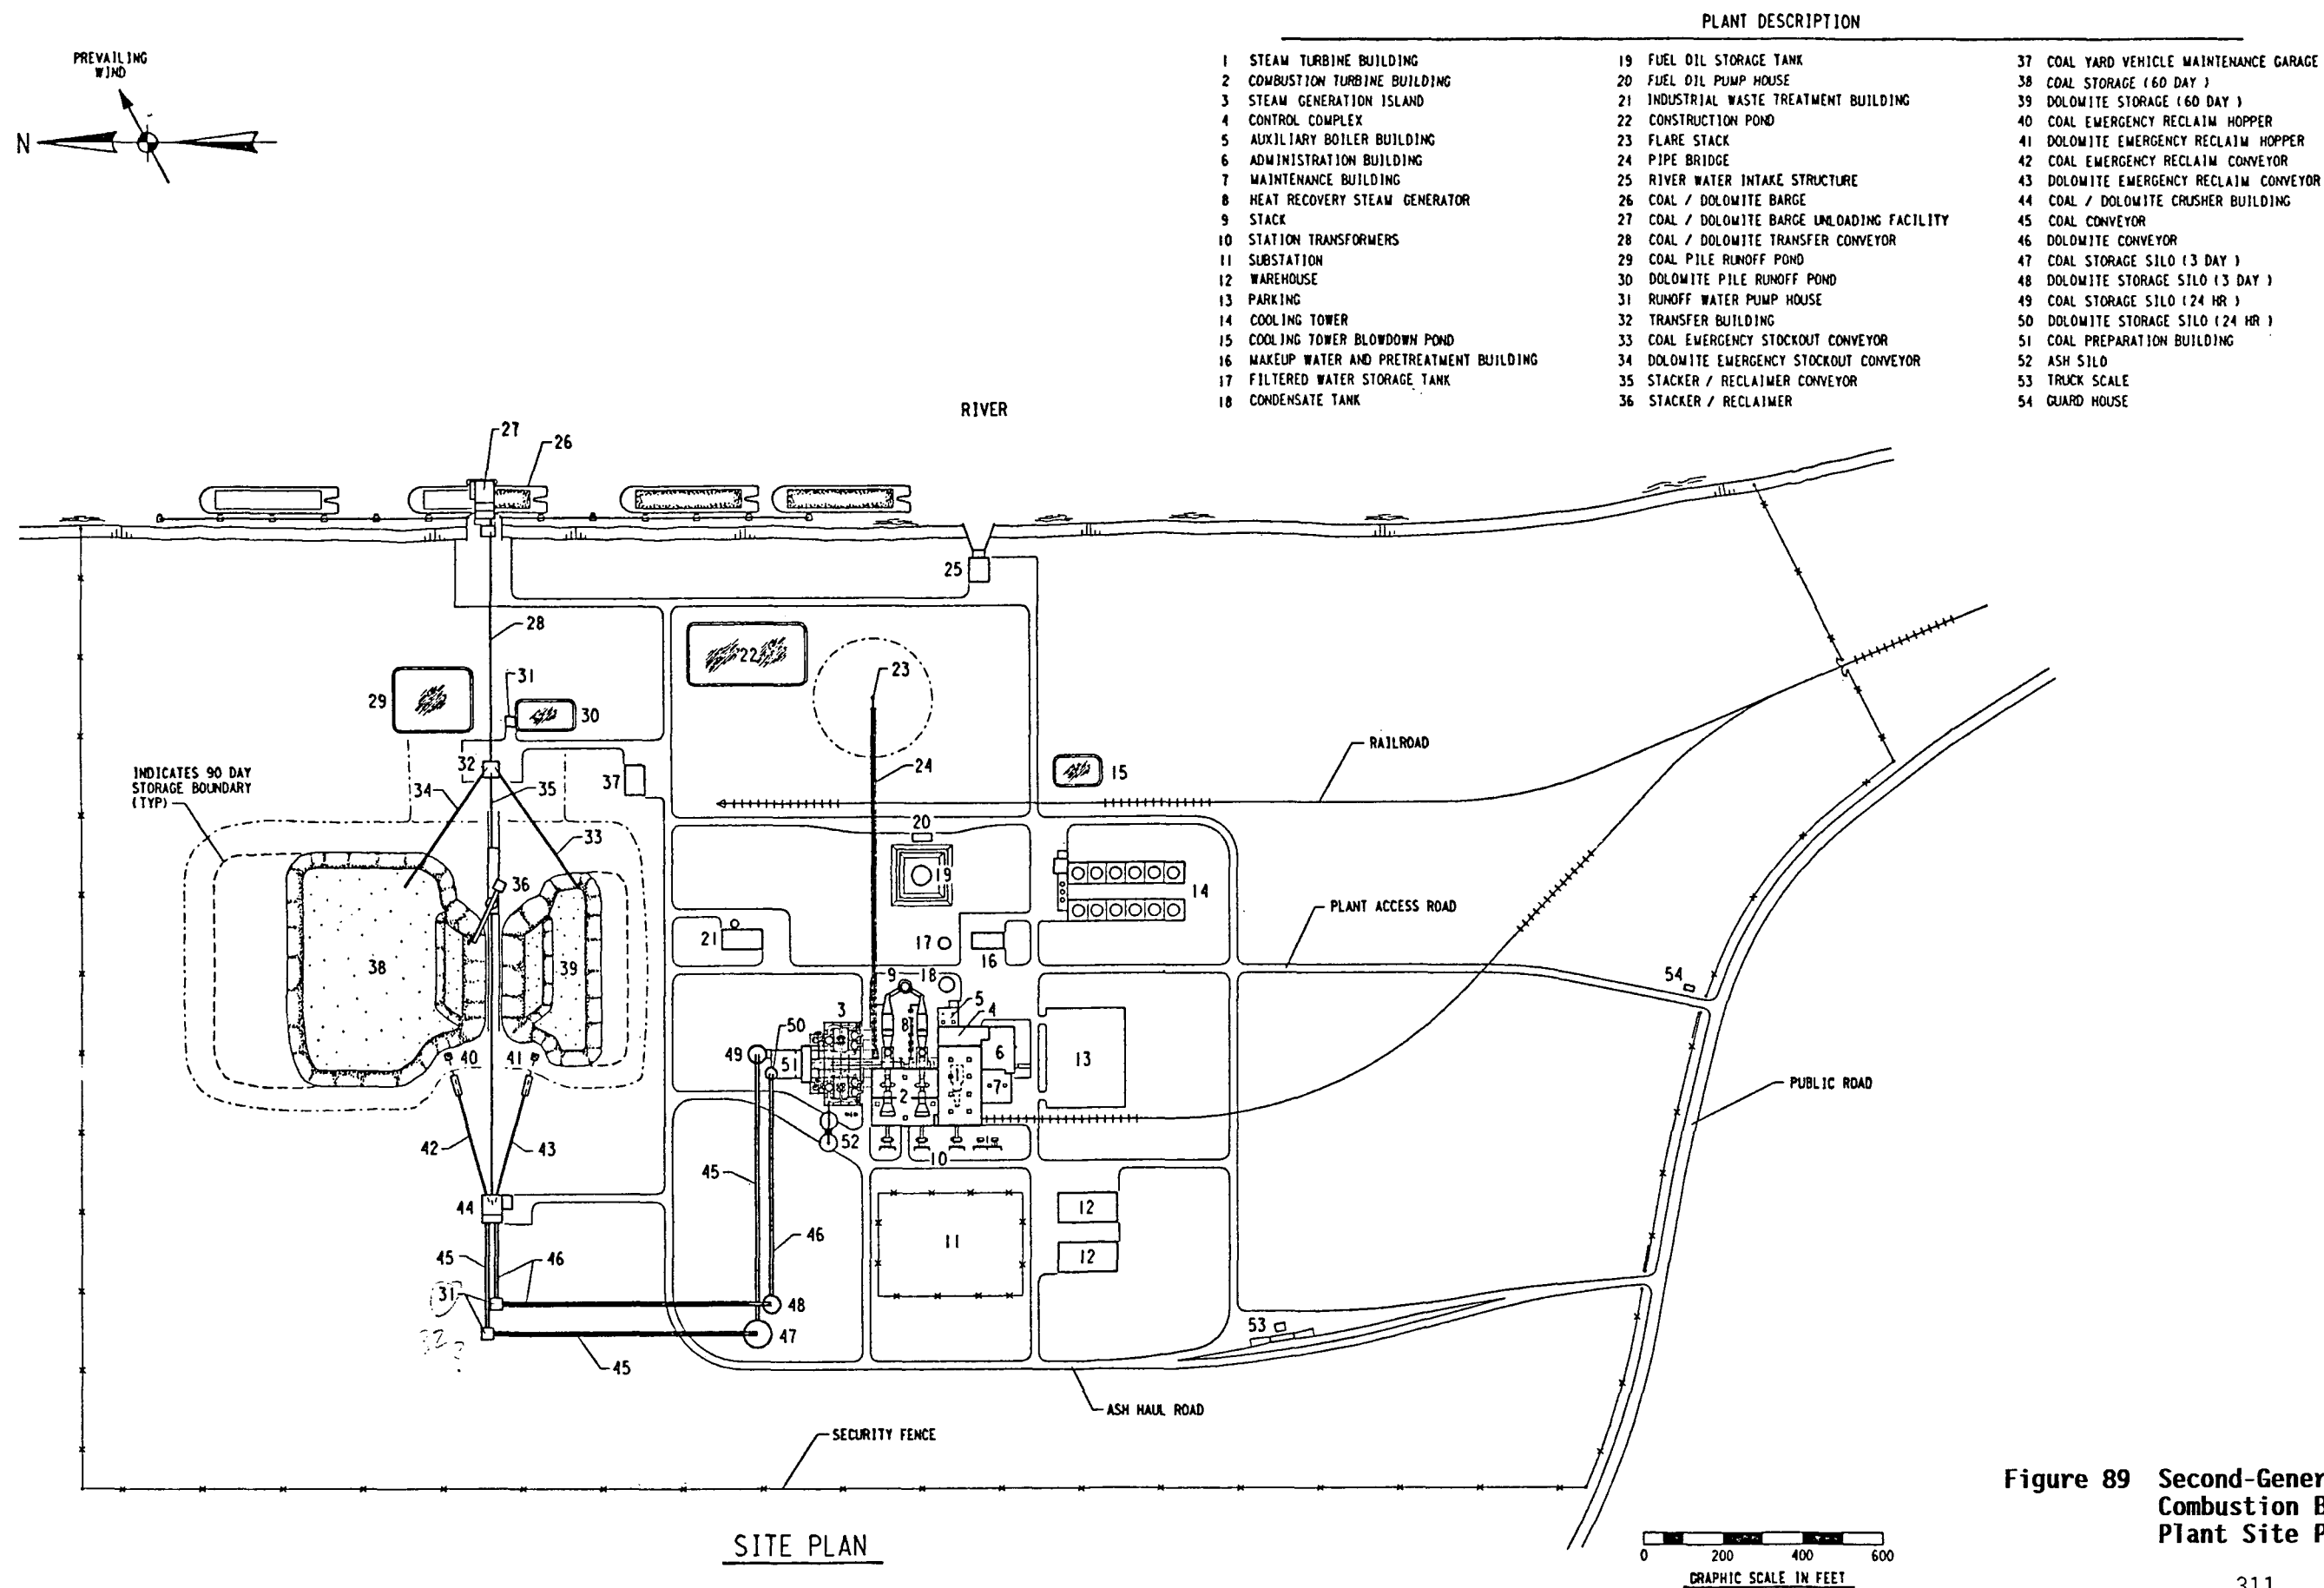 PLANT DESCRIPTION
PREVAILING
WIND
N
1 STEAM TURBINE BUILDING
2 COMBUSTION TURBINE BUILDING
3 STEAM GENERATION ISLAND
4 CONTROL COMPLEX
5 AUXILIARY BOILER BUILDING
6 ADMINISTRATION BUILDING
7 MAINTENANCE BUILDING
8 HEAT RECOVERY STEAM GENERATOR
9 STACK
10 STATION TRANSFORMERS
11 SUBSTATION
12 WAREHOUSE
13 PARKING
14 COOLING TOWER
15 COOLING TOWER BLOWDOWN POND
16 MAKEUP WATER AND PRETREATMENT BUILDING
17 FILTERED WATER STORAGE TANK
18 CONDENSATE TANK
19 FUEL OIL STORAGE TANK
20 FUEL OIL PUMP HOUSE
21 INDUSTRIAL WASTE TREATMENT BUILDING
22 CONSTRUCTION POND
23 FLARE STACK
24 PIPE BRIDGE
25 RIVER WATER INTAKE STRUCTURE
26 COAL / DOLOMITE BARGE
27 COAL / DOLOMITE BARGE UNLOADING FACILITY
28 COAL / DOLOMITE TRANSFER CONVEYOR
29 COAL PILE RUNOFF POND
30 DOLOMITE PILE RUNOFF POND
31 RUNOFF WATER PUMP HOUSE
32 TRANSFER BUILDING
33 COAL EMERGENCY STOCKOUT CONVEYOR
34 DOLOMITE EMERGENCY STOCKOUT CONVEYOR
35 STACKER / RECLAIMER CONVEYOR
36 STACKER / RECLAIMER
37 COAL YARD VEHICLE MAINTENANCE GARAGE
38 COAL STORAGE (60 DAY)
39 DOLOMITE STORAGE (60 DAY)
40 COAL EMERGENCY RECLAIM HOPPER
41 DOLOMITE EMERGENCY RECLAIM HOPPER
42 COAL EMERGENCY RECLAIM CONVEYOR
43 DOLOMITE EMERGENCY RECLAIM CONVEYOR
44 COAL / DOLOMITE CRUSHER BUILDING
45 COAL CONVEYOR
46 DOLOMITE CONVEYOR
47 COAL STORAGE SILO (3 DAY)
48 DOLOMITE STORAGE SILO (3 DAY)
49 COAL STORAGE SILO (24 HR)
50 DOLOMITE STORAGE SILO (24 HR)
51 COAL PREPARATION BUILDING
52 ASH SILO
53 TRUCK SCALE
54 GUARD HOUSE
RIVER
27
26
25
28
22
23
31
29
30
32
24
RAILROAD
15
37
34
35
INDICATES 90 DAY
STORAGE BOUNDARY
(TYP)
20
33
36
19
14
PLANT ACCESS ROAD
21
17
16
38
39
9
18
54
3
5
4
50
8
49
51
6
13
40
41
1
7
2
PUBLIC ROAD
52
42
43
10
45
44
12
46
11
12
45
46
31
48
53
32 ?
47
45
ASH HAUL ROAD
SECURITY FENCE
SITE PLAN
Figure 89 Second-Gener
Combustion B
Plant Site P
0 200 400 600
GRAPHIC SCALE IN FEET
311